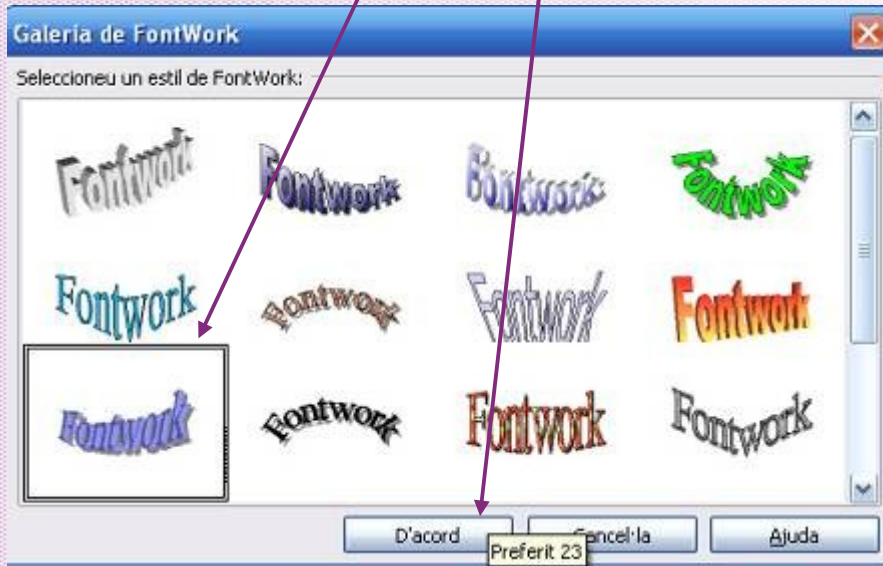 Galeria de FontWork
Seleccioneu un estil de FontWork:
Fontwork Fontwork Fontwork Fontwork
Fontwork Fontwork Fontwork Fontwork
Fontwork Fontwork Fontwork Fontwork
D'acord Cancel·la Ajuda
Preferit 23